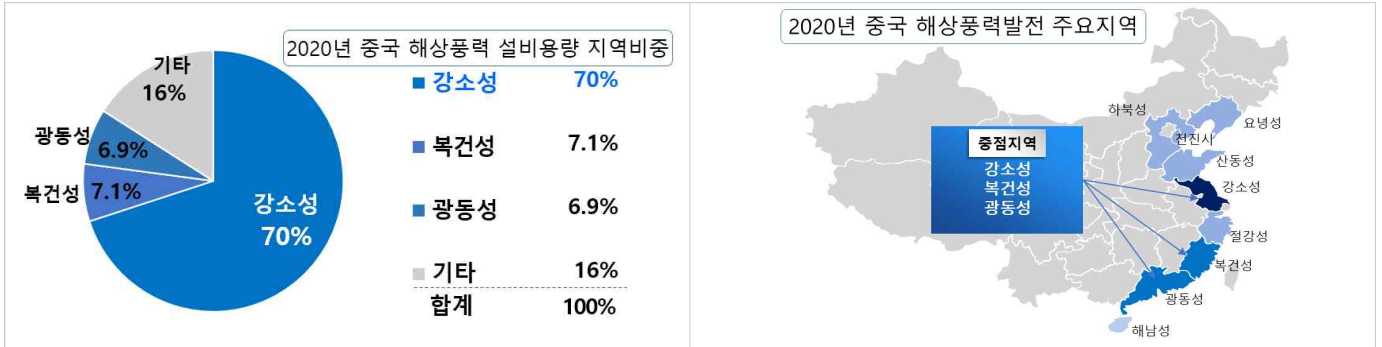 2020년 중국 해상풍력 설비용량 지역비중
기타
16%
광동성
6.9%
복건성
7.1%
강소성
70%
강소성 70%
복건성 7.1%
광동성 6.9%
기타 16%
합계 100%
2020년 중국 해상풍력발전 주요지역
중점지역
강소성
복건성
광동성
하북성
요녕성
천진시
산동성
강소성
절강성
복건성
광동성
해남성